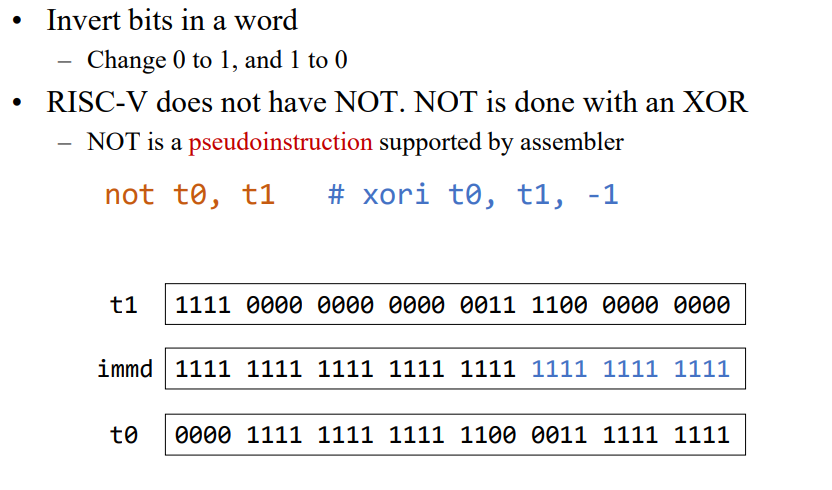 • Invert bits in a word
– Change 0 to 1, and 1 to 0
• RISC-V does not have NOT. NOT is done with an XOR
– NOT is a pseudoinstruction supported by assembler
not t0, t1 # xori t0, t1, -1
t1 1111 0000 0000 0000 0011 1100 0000 0000
immd 1111 1111 1111 1111 1111 1111 1111 1111
t0 0000 1111 1111 1111 1100 0011 1111 1111